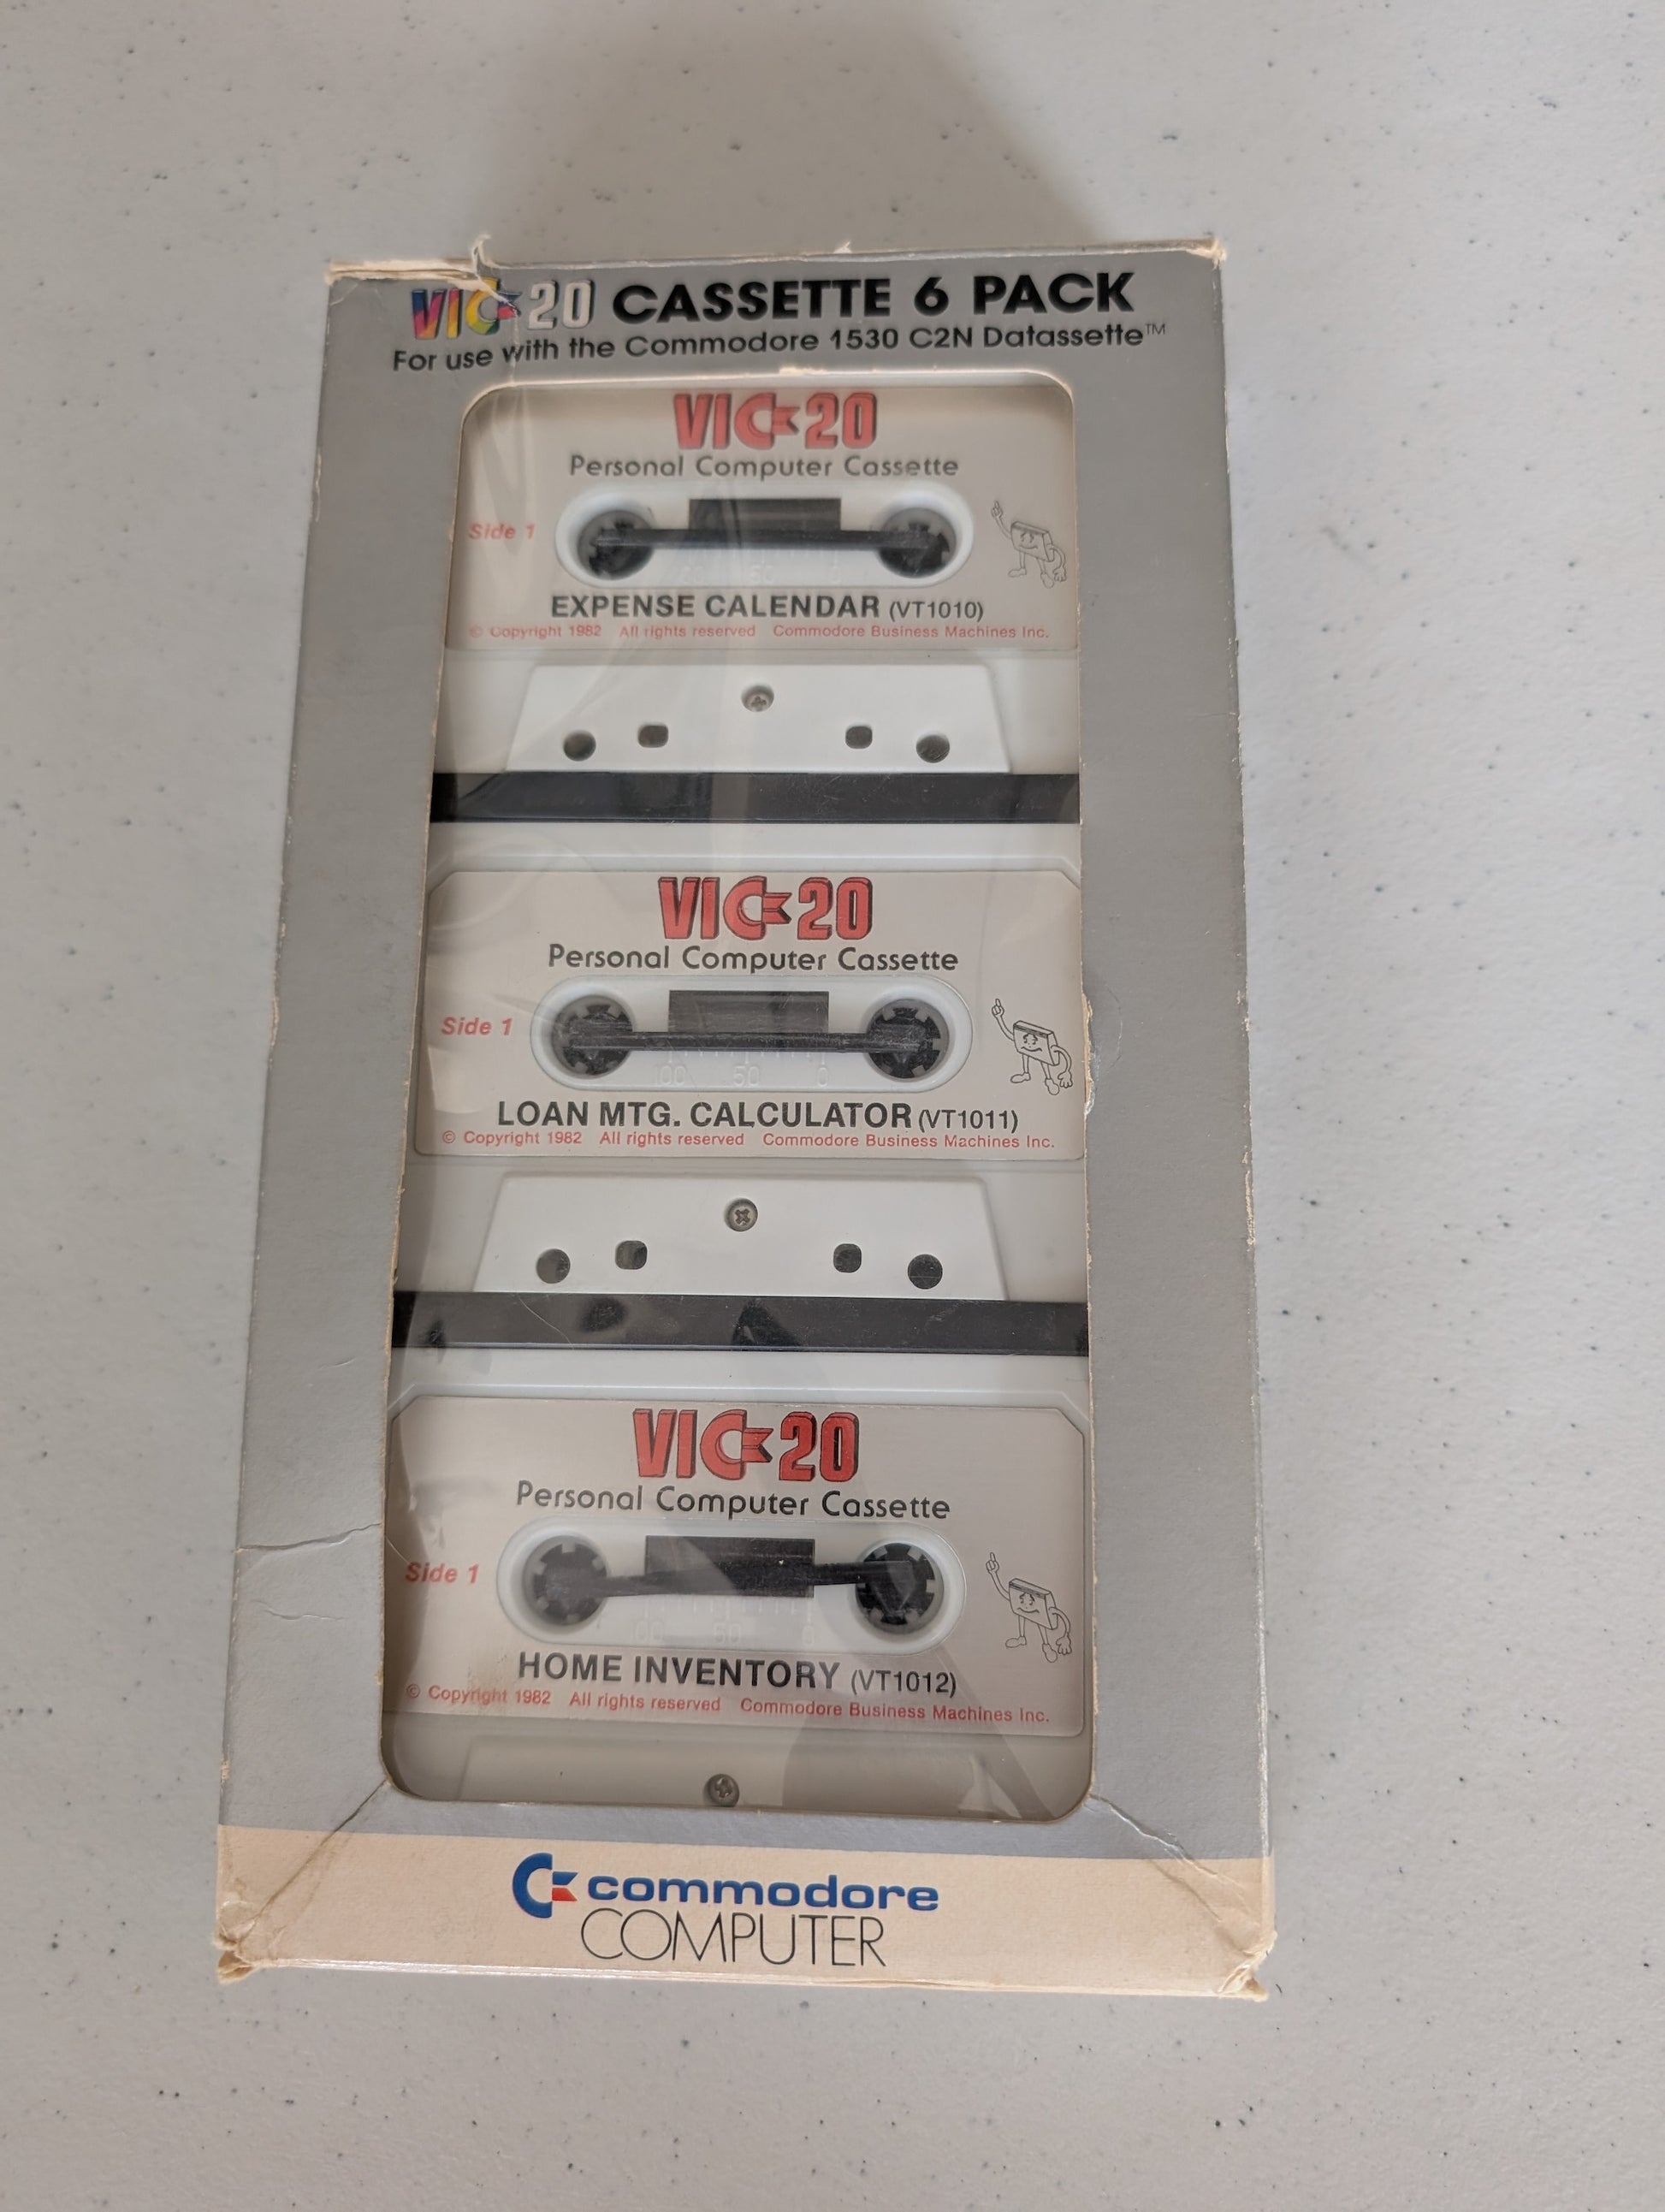 VIC 20 CASSETTE 6 PACK
For use with the Commodore 1530 C2N Datassette™
VIC 20
Personal Computer Cassette
Side 1
50 0
EXPENSE CALENDAR (VT1010)
© Copyright 1982 All rights reserved Commodore Business Machines Inc.
VIC 20
Personal Computer Cassette
Side 1
100 50 0
LOAN MTG. CALCULATOR (VT1011)
© Copyright 1982 All rights reserved Commodore Business Machines Inc.
VIC 20
Personal Computer Cassette
Side 1
50 0
HOME INVENTORY (VT1012)
© Copyright 1982 All rights reserved Commodore Business Machines Inc.
commodore
COMPUTER